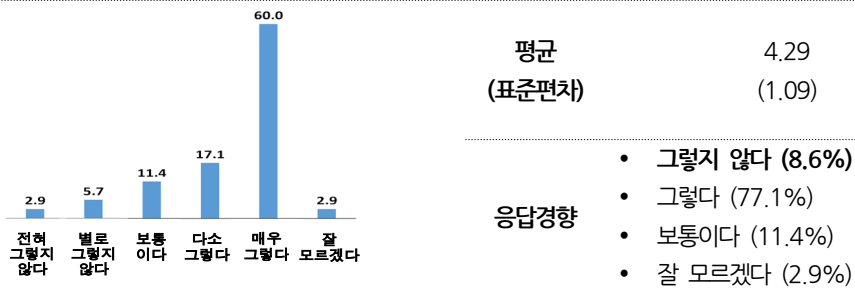 60.0
17.1
11.4
5.7
2.9
2.9
전혀 별로 보통 다소 매우 잘
그렇지 그렇지 이다 그렇다 그렇다 모르겠다
않다 않다
평균 4.29
(표준편차) (1.09)
응답경향
• 그렇지 않다 (8.6%)
• 그렇다 (77.1%)
• 보통이다 (11.4%)
• 잘 모르겠다 (2.9%)